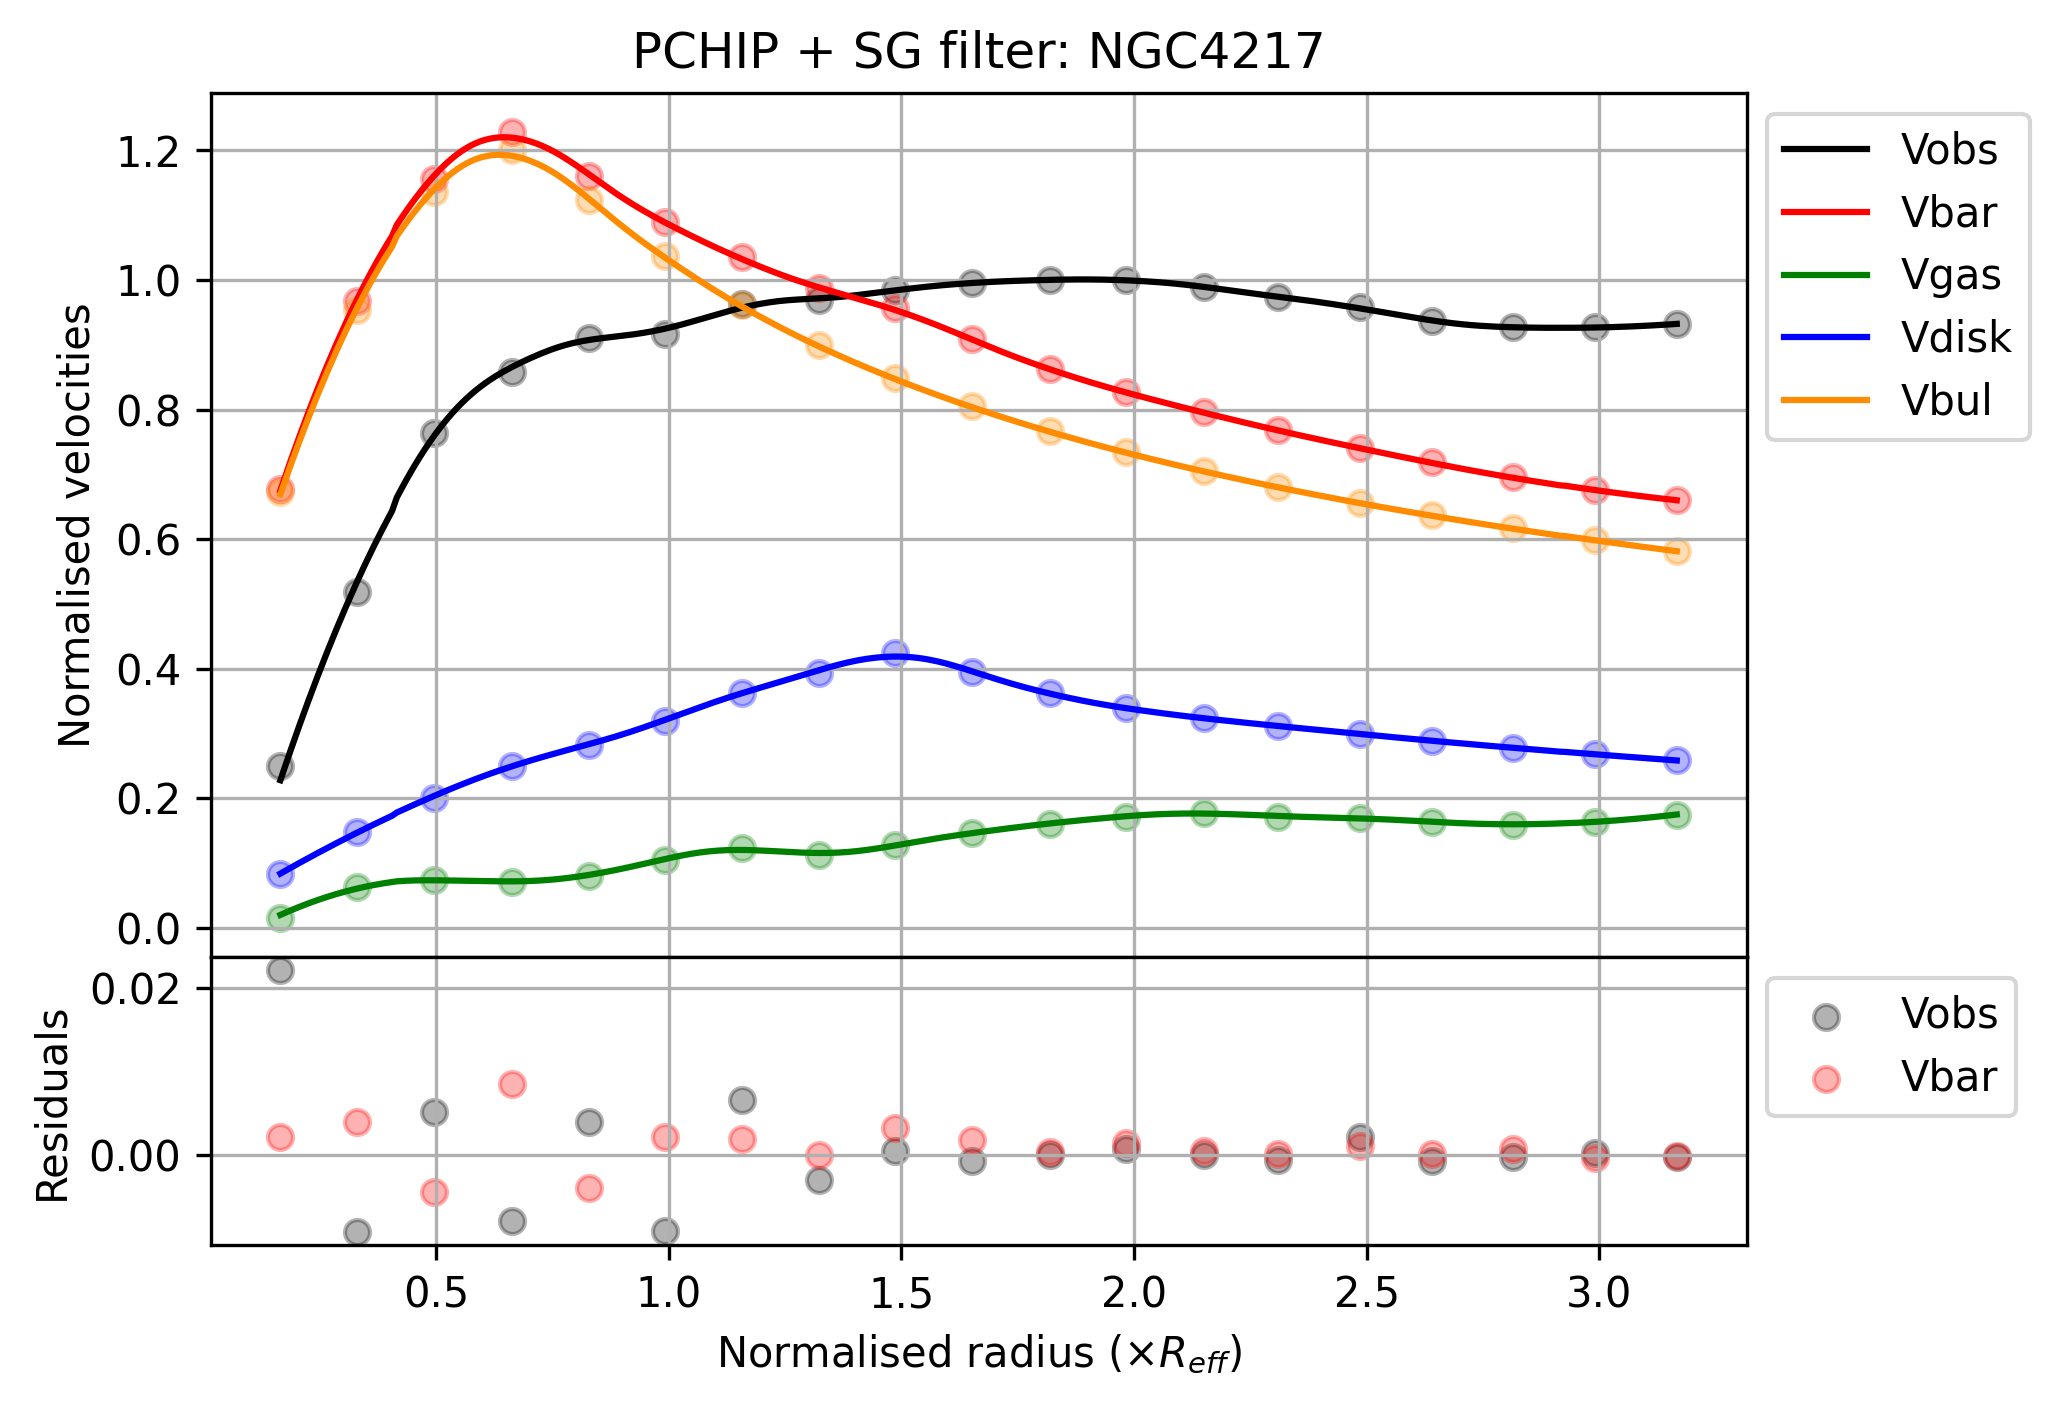 PCHIP + SG filter: NGC4217
Normalised velocities
1.2
1.0
0.8
0.6
0.4
0.2
0.0
Vobs
Vbar
Vgas
Vdisk
Vbul
Residuals
0.02
0.00
Vobs
Vbar
0.5 1.0 1.5 2.0 2.5 3.0
Normalised radius (×R_eff)